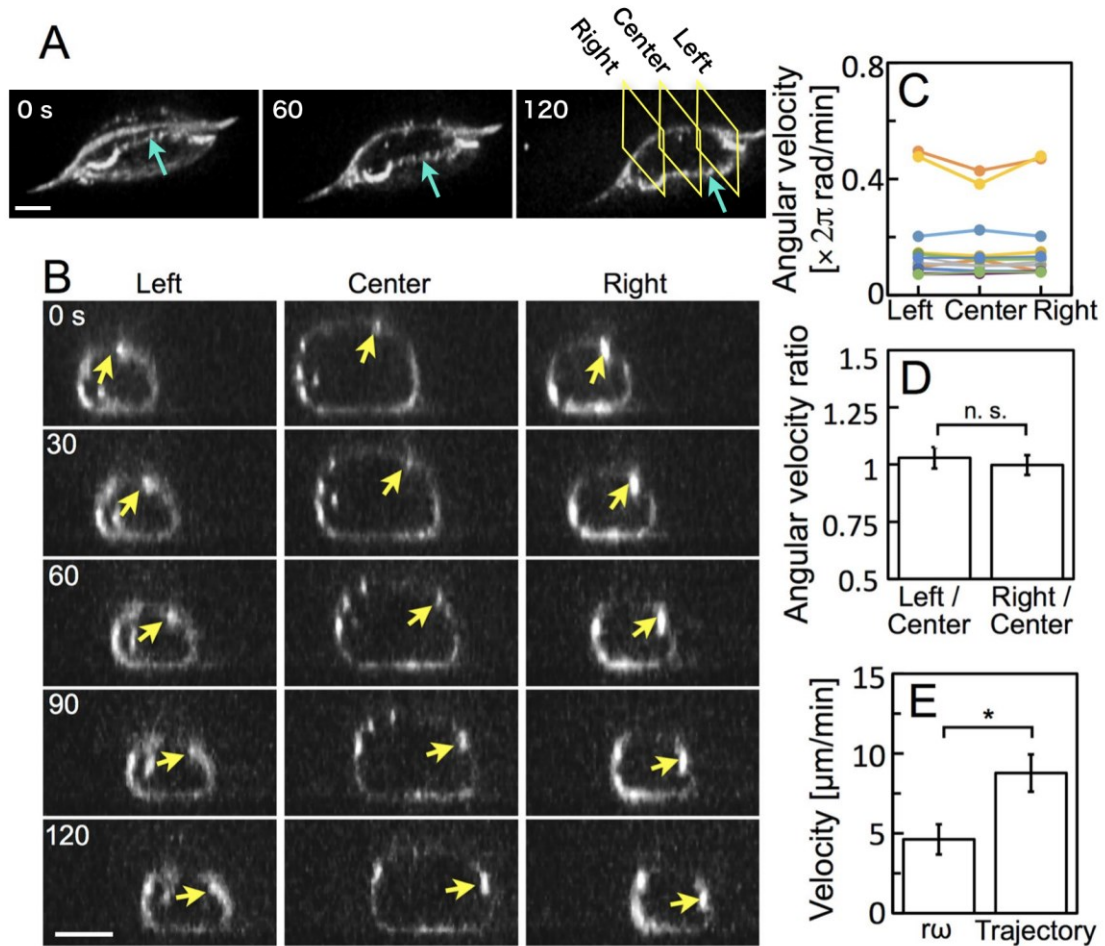 A
Right
Center
Left
0 s
60
120
B
Left
Center
Right
0 s
30
60
90
120
C
Angular velocity
[× 2π rad/min]
0.8
0.4
0
Left Center Right
D
Angular velocity ratio
1.5
1.25
1
0.75
0.5
n. s.
Left /
Center
Right /
Center
E
Velocity [µm/min]
15
10
5
0
*
rω
Trajectory